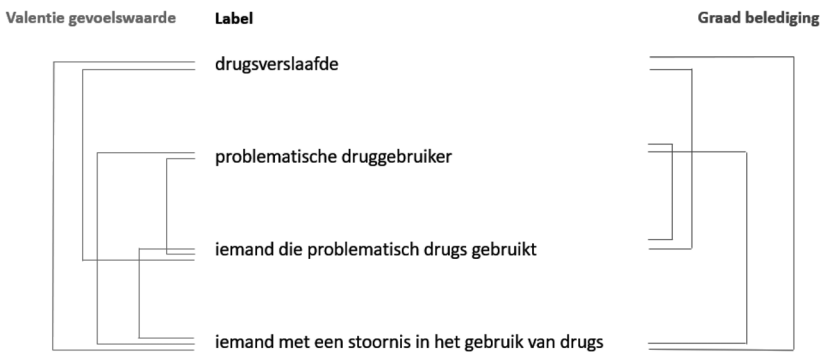 Valentie gevoelswaarde Label Graad belediging
drugsverslaafde
problematische druggebruiker
iemand die problematisch drugs gebruikt
iemand met een stoornis in het gebruik van drugs